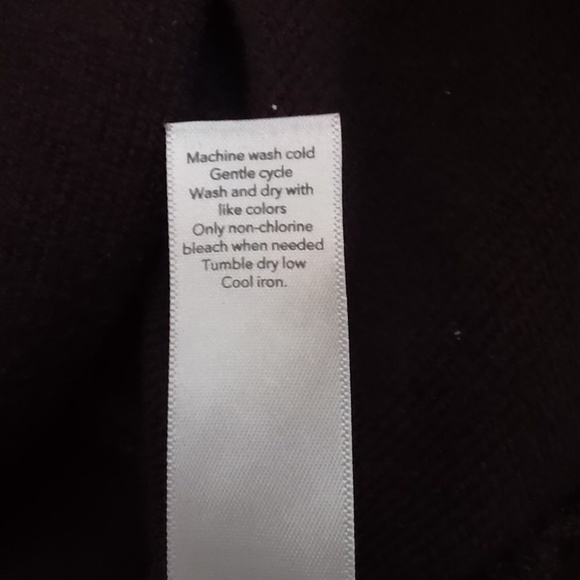 Machine wash cold
Gentle cycle
Wash and dry with
like colors
Only non-chlorine
bleach when needed
Tumble dry low
Cool iron.